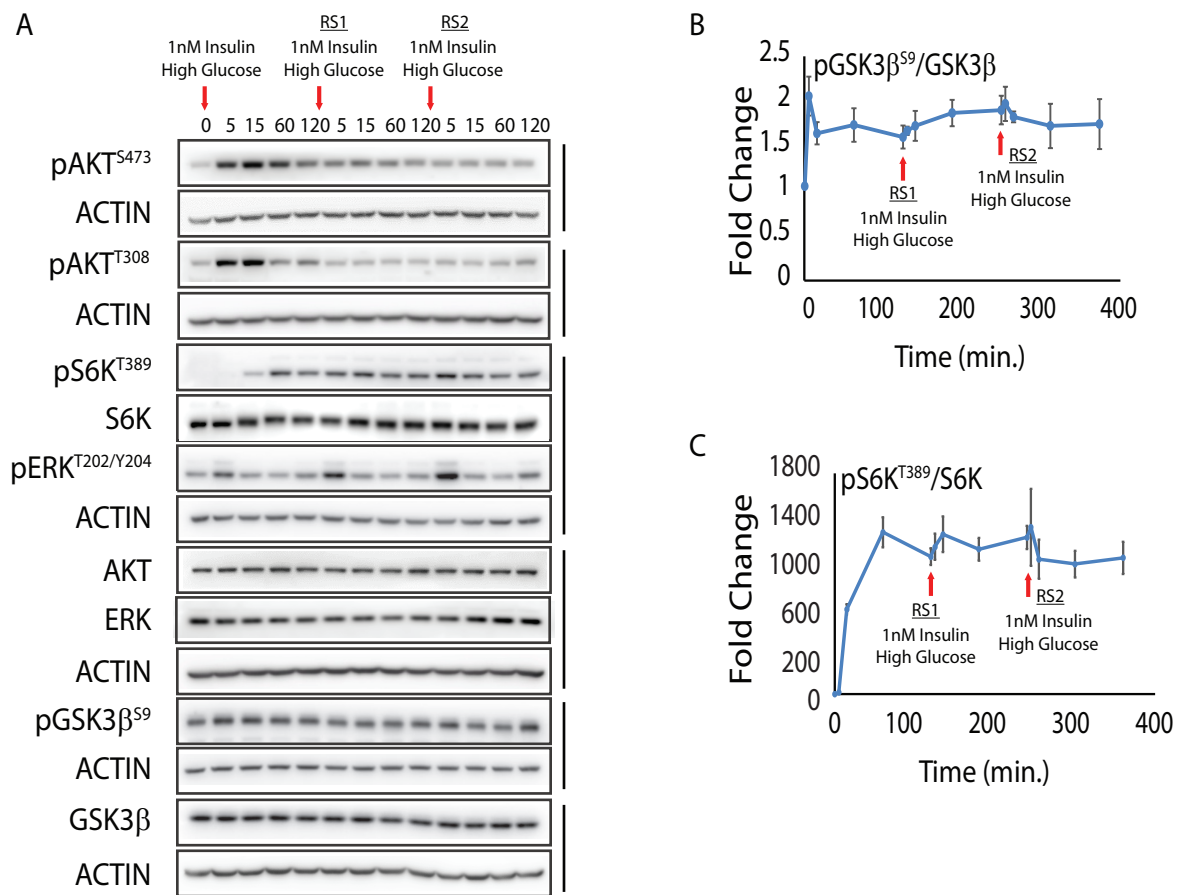 A
RS1
RS2
1nM Insulin
High Glucose
1nM Insulin
High Glucose
1nM Insulin
High Glucose
0 5 15 60 120 5 15 60 120 5 15 60 120
pAKTS473
ACTIN
pAKTT308
ACTIN
pS6KT389
S6K
pERKT202/Y204
ACTIN
AKT
ERK
ACTIN
pGSK3βS9
ACTIN
GSK3β
ACTIN
B
pGSK3βS9/GSK3β
Fold Change
2.5
2
1.5
1
0.5
0
RS1
1nM Insulin
High Glucose
RS2
1nM Insulin
High Glucose
0 100 200 300 400
Time (min.)
C
pS6KT389/S6K
Fold Change
1800
1400
1000
600
200
0
RS1
1nM Insulin
High Glucose
RS2
1nM Insulin
High Glucose
0 100 200 300 400
Time (min.)